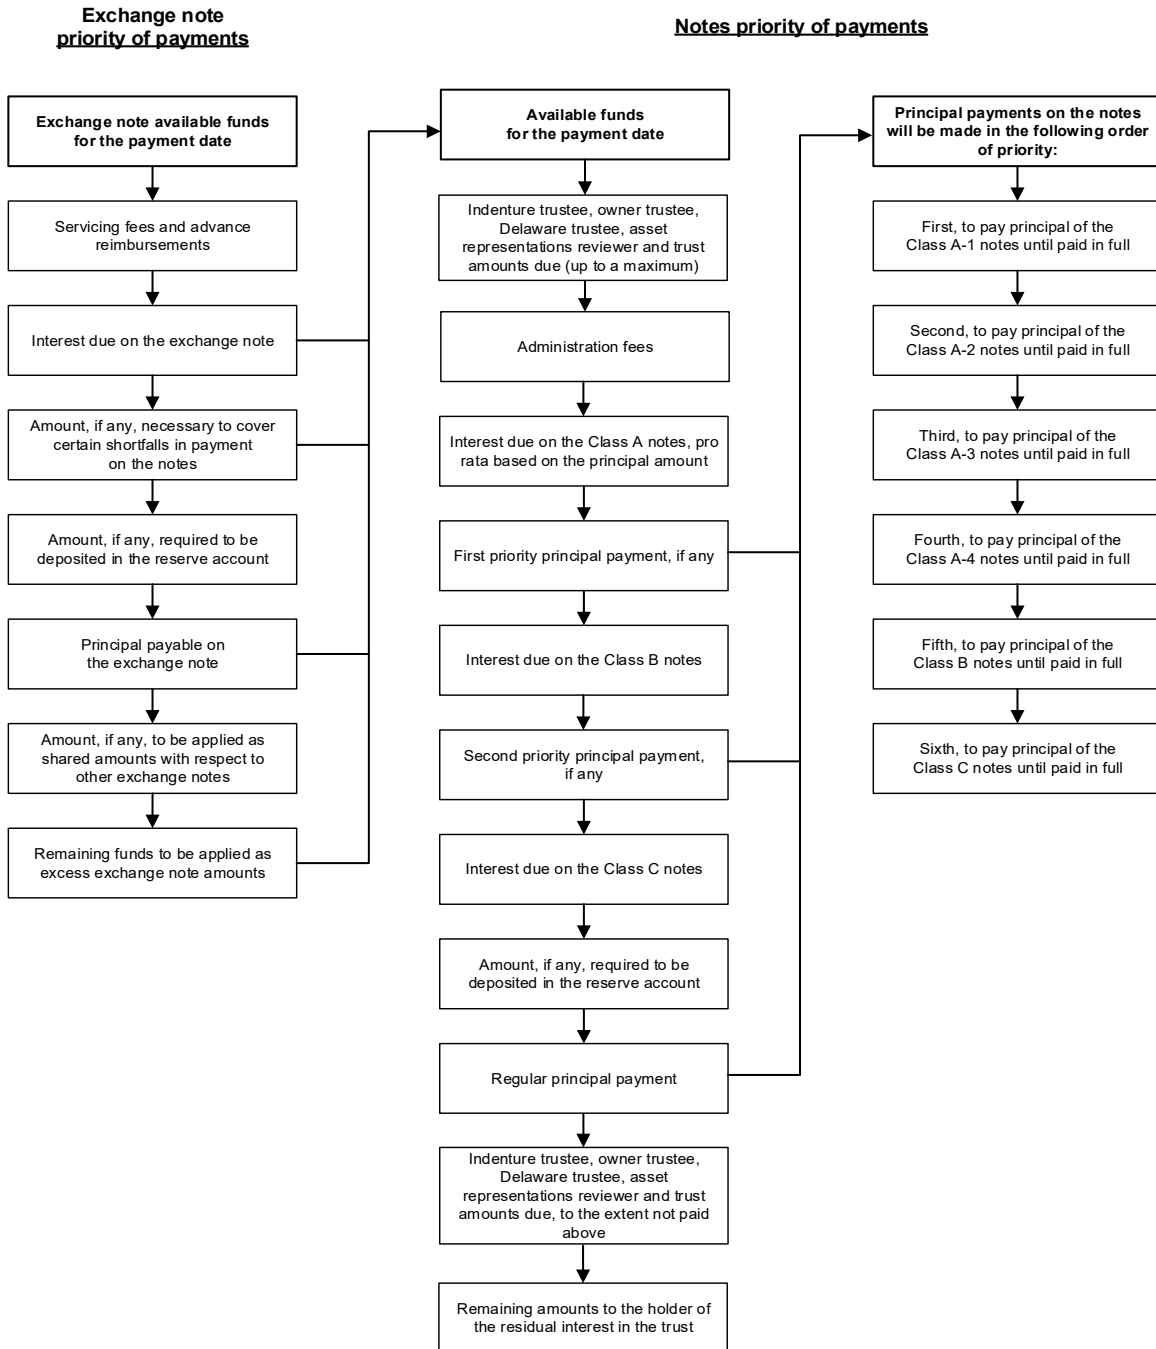 Exchange note
priority of payments
Notes priority of payments
Exchange note available funds
for the payment date
Servicing fees and advance
reimbursements
Interest due on the exchange note
Amount, if any, necessary to cover
certain shortfalls in payment
on the notes
Amount, if any, required to be
deposited in the reserve account
Principal payable on
the exchange note
Amount, if any, to be applied as
shared amounts with respect to
other exchange notes
Remaining funds to be applied as
excess exchange note amounts
Available funds
for the payment date
Indenture trustee, owner trustee,
Delaware trustee, asset
representations reviewer and trust
amounts due (up to a maximum)
Administration fees
Interest due on the Class A notes, pro
rata based on the principal amount
First priority principal payment, if any
Interest due on the Class B notes
Second priority principal payment,
if any
Interest due on the Class C notes
Amount, if any, required to be
deposited in the reserve account
Regular principal payment
Indenture trustee, owner trustee,
Delaware trustee, asset
representations reviewer and trust
amounts due, to the extent not paid
above
Remaining amounts to the holder of
the residual interest in the trust
Principal payments on the notes
will be made in the following order
of priority:
First, to pay principal of the
Class A-1 notes until paid in full
Second, to pay principal of the
Class A-2 notes until paid in full
Third, to pay principal of the
Class A-3 notes until paid in full
Fourth, to pay principal of the
Class A-4 notes until paid in full
Fifth, to pay principal of the
Class B notes until paid in full
Sixth, to pay principal of the
Class C notes until paid in full